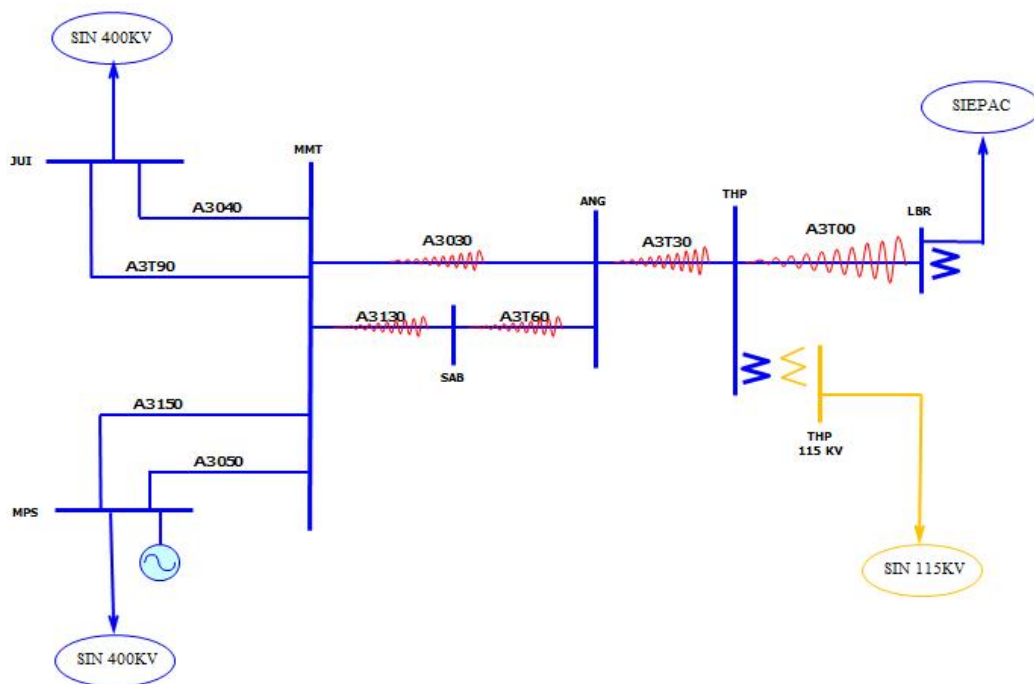 SIN 400KV
SIEPAC
JUI
MMT
A3040
ANG
THP
LBR
A3T00
A3030
A3T30
A3T90
A3130
A3T60
SAB
A3150
THP
115 KV
A3050
MPS
SIN 115KV
SIN 400KV